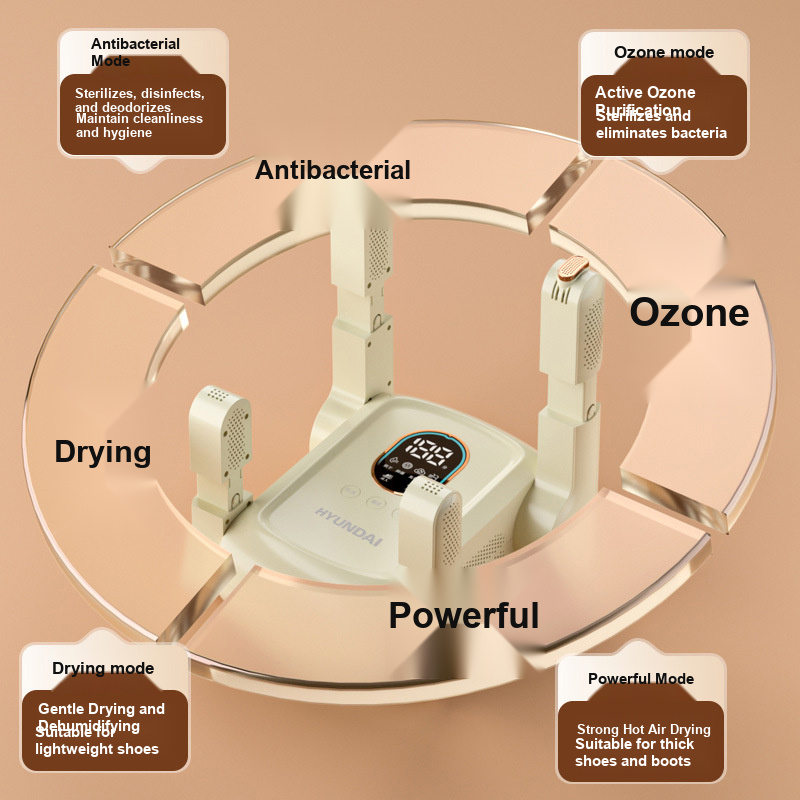 Antibacterial
Mode
Sterilizes, disinfects,
and deodorizes
Maintain cleanliness
and hygiene
Ozone mode
Active Ozone
Purification
Sterilizes and
eliminates bacteria
Antibacterial
Ozone
Drying
188
HYUNDAI
Powerful
Drying mode
Gentle Drying and
Dehumidifying
Suitable for
lightweight shoes
Powerful Mode
Strong Hot Air Drying
Suitable for thick
shoes and boots